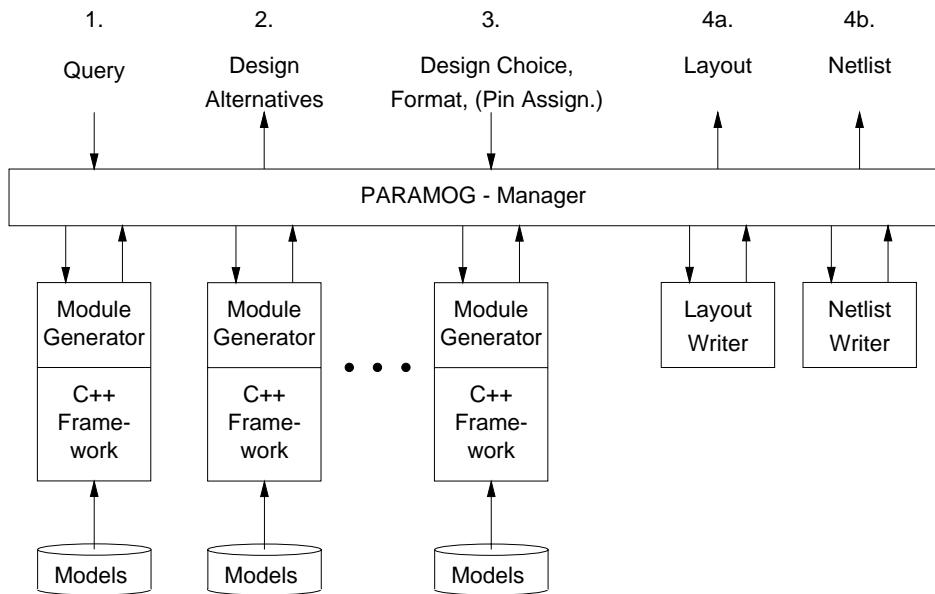 1.
2.
3.
4a.
4b.
Query
Design
Alternatives
Design Choice,
Format, (Pin Assign.)
Layout
Netlist
PARAMOG - Manager
Module
Generator
C++
Frame-
work
Models
Module
Generator
C++
Frame-
work
Models
Module
Generator
C++
Frame-
work
Models
Layout
Writer
Netlist
Writer